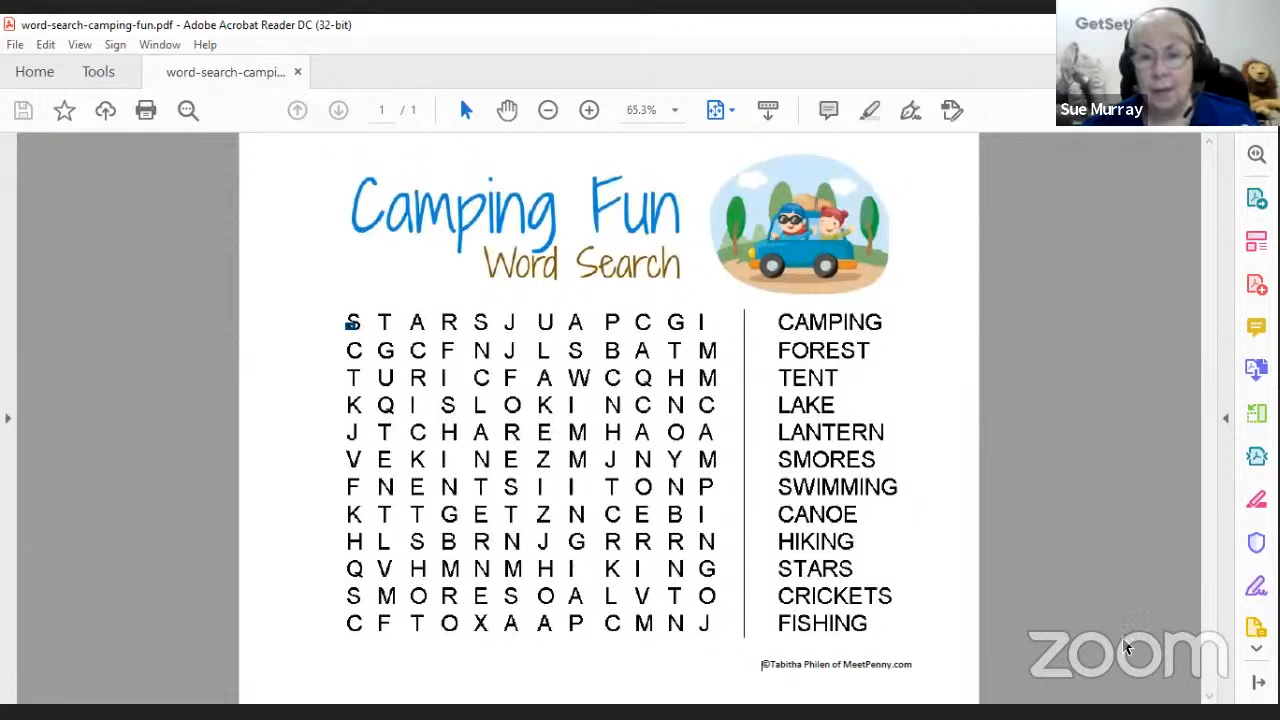 word-search-camping-fun.pdf - Adobe Acrobat Reader DC (32-bit)
File Edit View Sign Window Help
Home Tools word-search-campi... ×
1 / 1 65.3%
GetSet
Sue Murray
Camping Fun
Word Search
S T A R S J U A P C G I
C G C F N J L S B A T M
T U R I C F A W C Q H M
K Q I S L O K I N C N C
J T C H A R E M H A O A
V E K I N E Z M J N Y M
F N E N T S I I T O N P
K T T G E T Z N C E B I
H L S B R N J G R R R N
Q V H M N M H I K I N G
S M O R E S O A L V T O
C F T O X A A P C M N J
CAMPING
FOREST
TENT
LAKE
LANTERN
SMORES
SWIMMING
CANOE
HIKING
STARS
CRICKETS
FISHING
©Tabitha Philen of MeetPenny.com
zoom